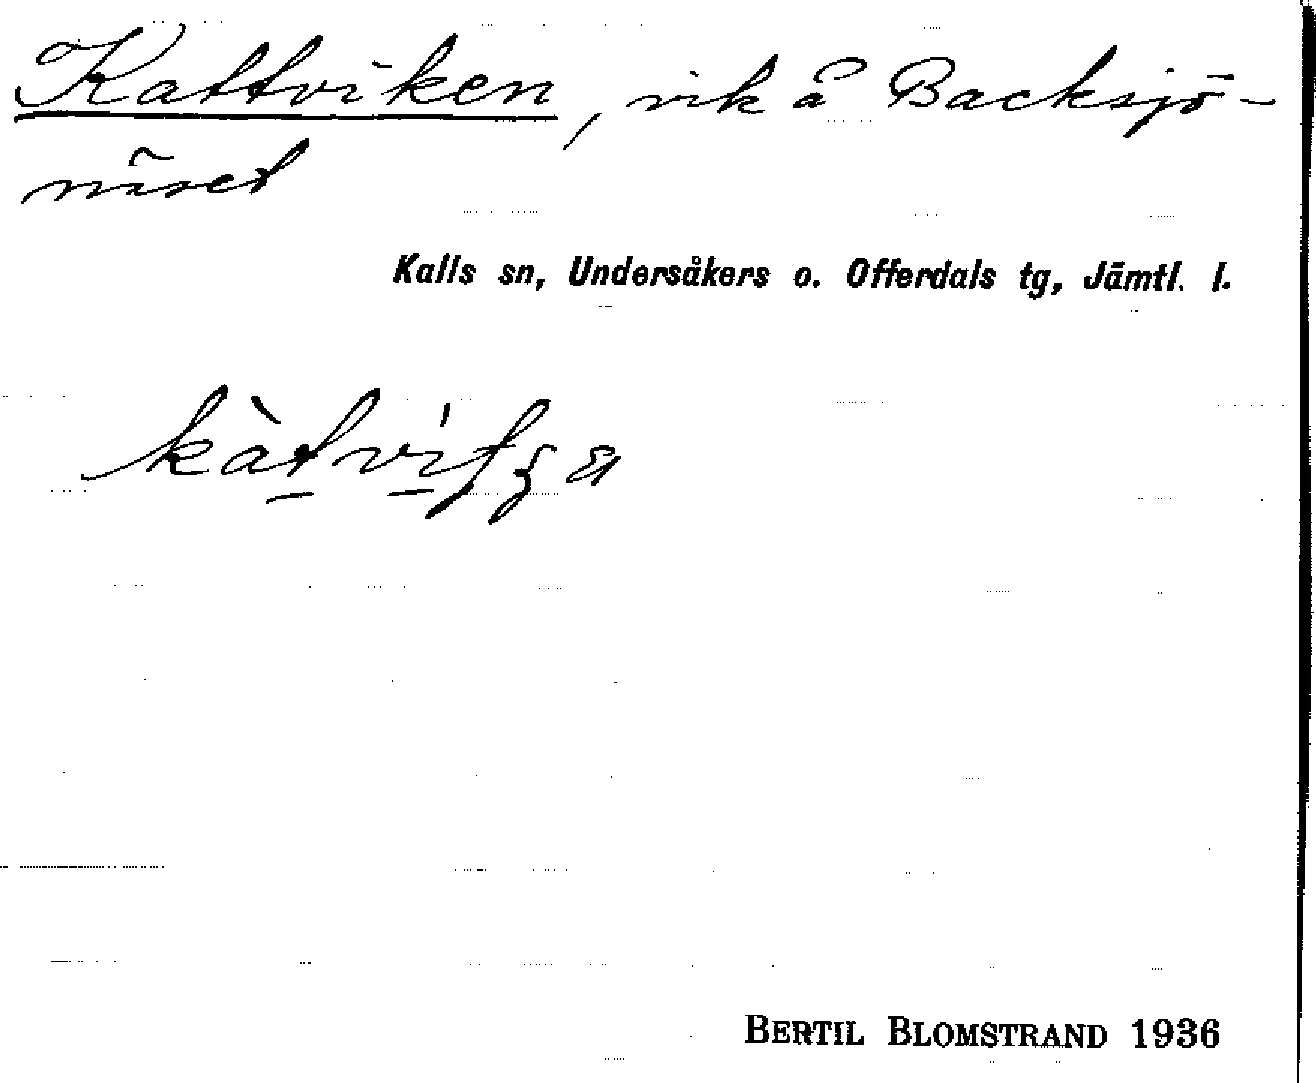 Kattviken, vik å Backsjö-
näset
Kalls sn, Undersåkers o. Offerdals tg, Jämtl. l.
BERTIL BLOMSTRAND 1936